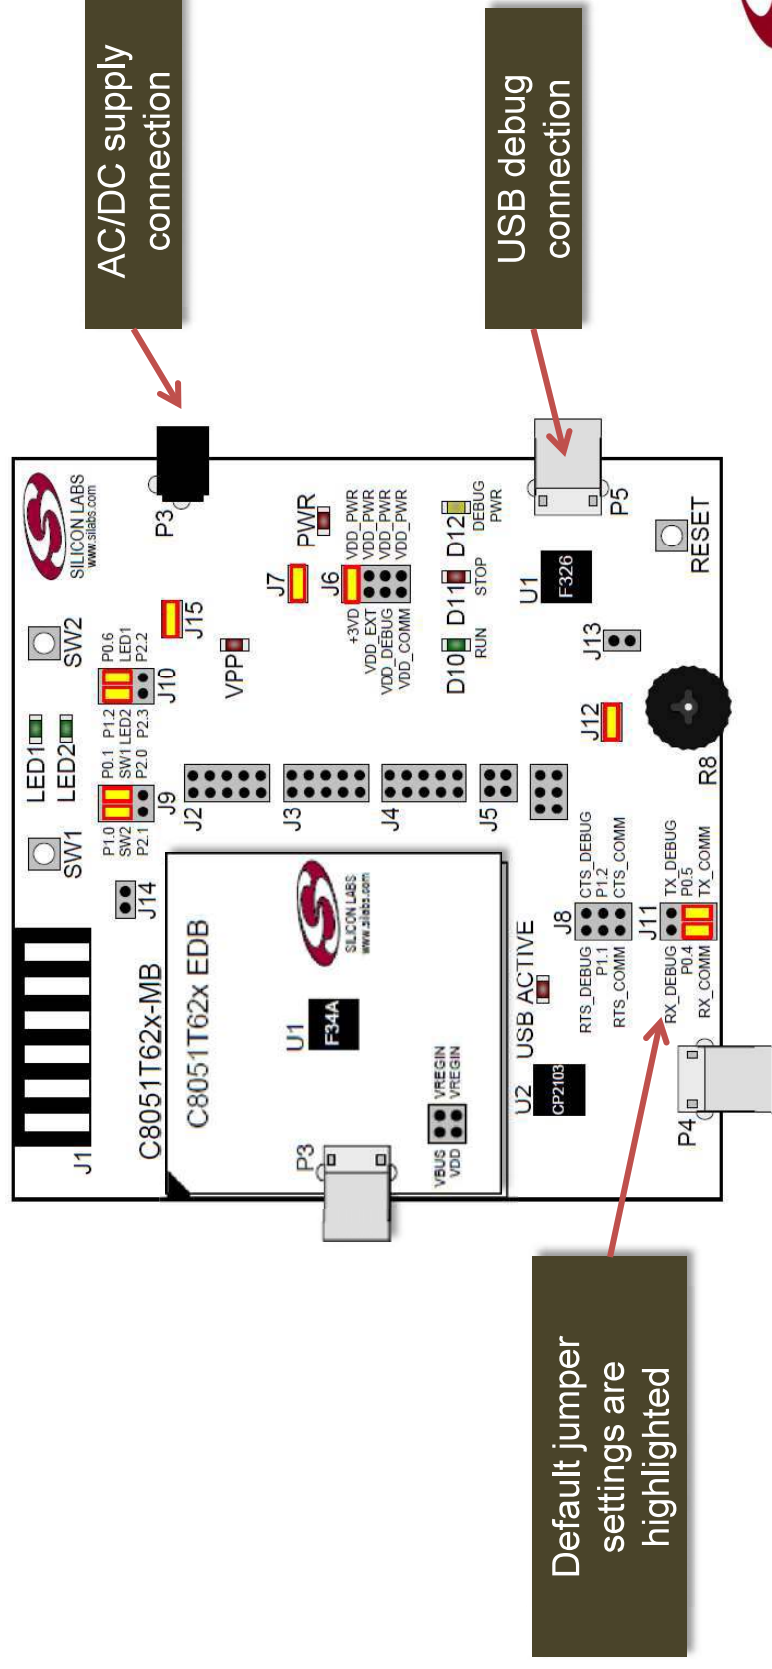 AC/DC supply
connection
USB debug
connection
Default jumper
settings are
highlighted
SILICON LABS
www.silabs.com
P3
SW2
LED1
LED2
SW1
P0.6
LED1
P2.2
P1.2
LED2
P2.3
J10
P0.1
SW1
P2.0
P1.0
SW2
P2.1
J9
J15
J7
PWR
J6
VDD_PWR
VDD_PWR
VDD_PWR
VDD_PWR
+3VD
VDD_EXT
VDD_DEBUG
VDD_COMM
VPP
D12
DEBUG
PWR
D11
STOP
D10
RUN
P5
U1
F326
RESET
J13
J12
R8
J2
J3
J4
J5
J14
J1
C8051T62x-MB
C8051T62x EDB
SILICON LABS
www.silabs.com
U1
F34A
P3
VREGIN
VREGIN
VBUS
VDD
USB ACTIVE
U2
CP2103
J8
CTS_DEBUG
P1.2
CTS_COMM
RTS_DEBUG
P1.1
RTS_COMM
J11
TX_DEBUG
P0.5
TX_COMM
RX_DEBUG
P0.4
RX_COMM
P4